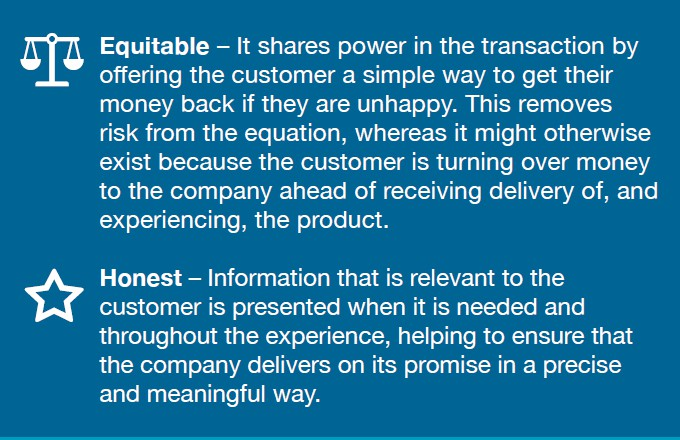 Equitable – It shares power in the transaction by
offering the customer a simple way to get their
money back if they are unhappy. This removes
risk from the equation, whereas it might otherwise
exist because the customer is turning over money
to the company ahead of receiving delivery of, and
experiencing, the product.
Honest – Information that is relevant to the
customer is presented when it is needed and
throughout the experience, helping to ensure that
the company delivers on its promise in a precise
and meaningful way.